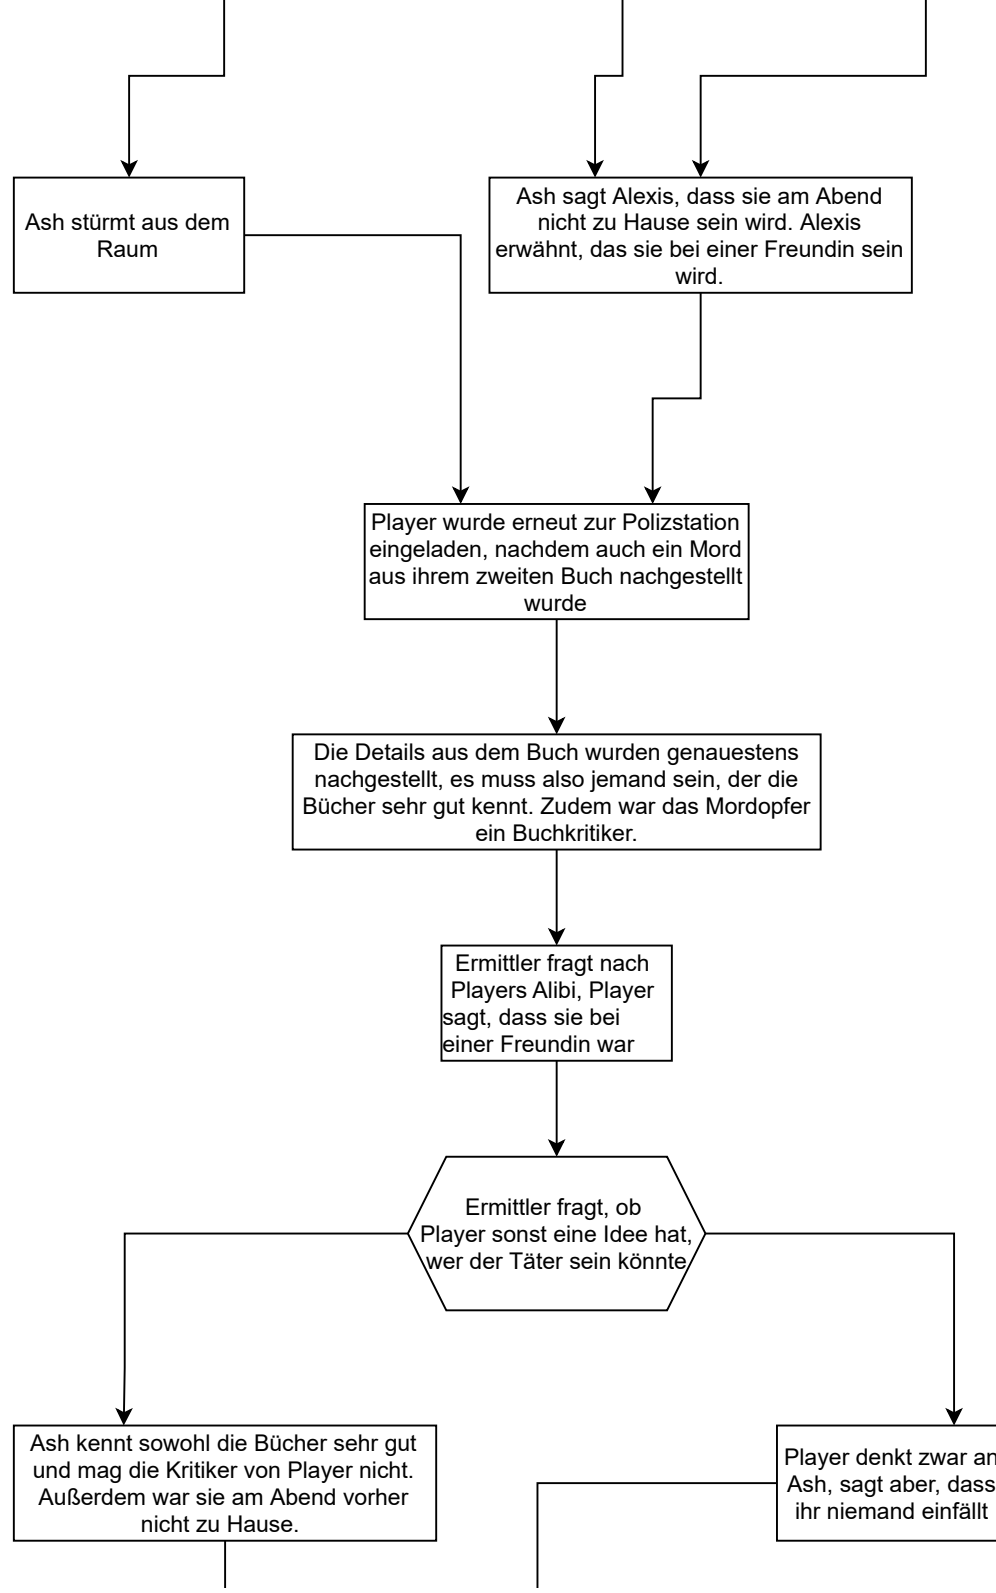 Ash stürmt aus dem
Raum
Ash sagt Alexis, dass sie am Abend
nicht zu Hause sein wird. Alexis
erwähnt, das sie bei einer Freundin sein
wird.
Player wurde erneut zur Polizstation
eingeladen, nachdem auch ein Mord
aus ihrem zweiten Buch nachgestellt
wurde
Die Details aus dem Buch wurden genauestens
nachgestellt, es muss also jemand sein, der die
Bücher sehr gut kennt. Zudem war das Mordopfer
ein Buchkritiker.
Ermittler fragt nach
Players Alibi, Player
sagt, dass sie bei
einer Freundin war
Ermittler fragt, ob
Player sonst eine Idee hat,
wer der Täter sein könnte
Ash kennt sowohl die Bücher sehr gut
und mag die Kritiker von Player nicht.
Außerdem war sie am Abend vorher
nicht zu Hause.
Player denkt zwar an
Ash, sagt aber, dass
ihr niemand einfällt